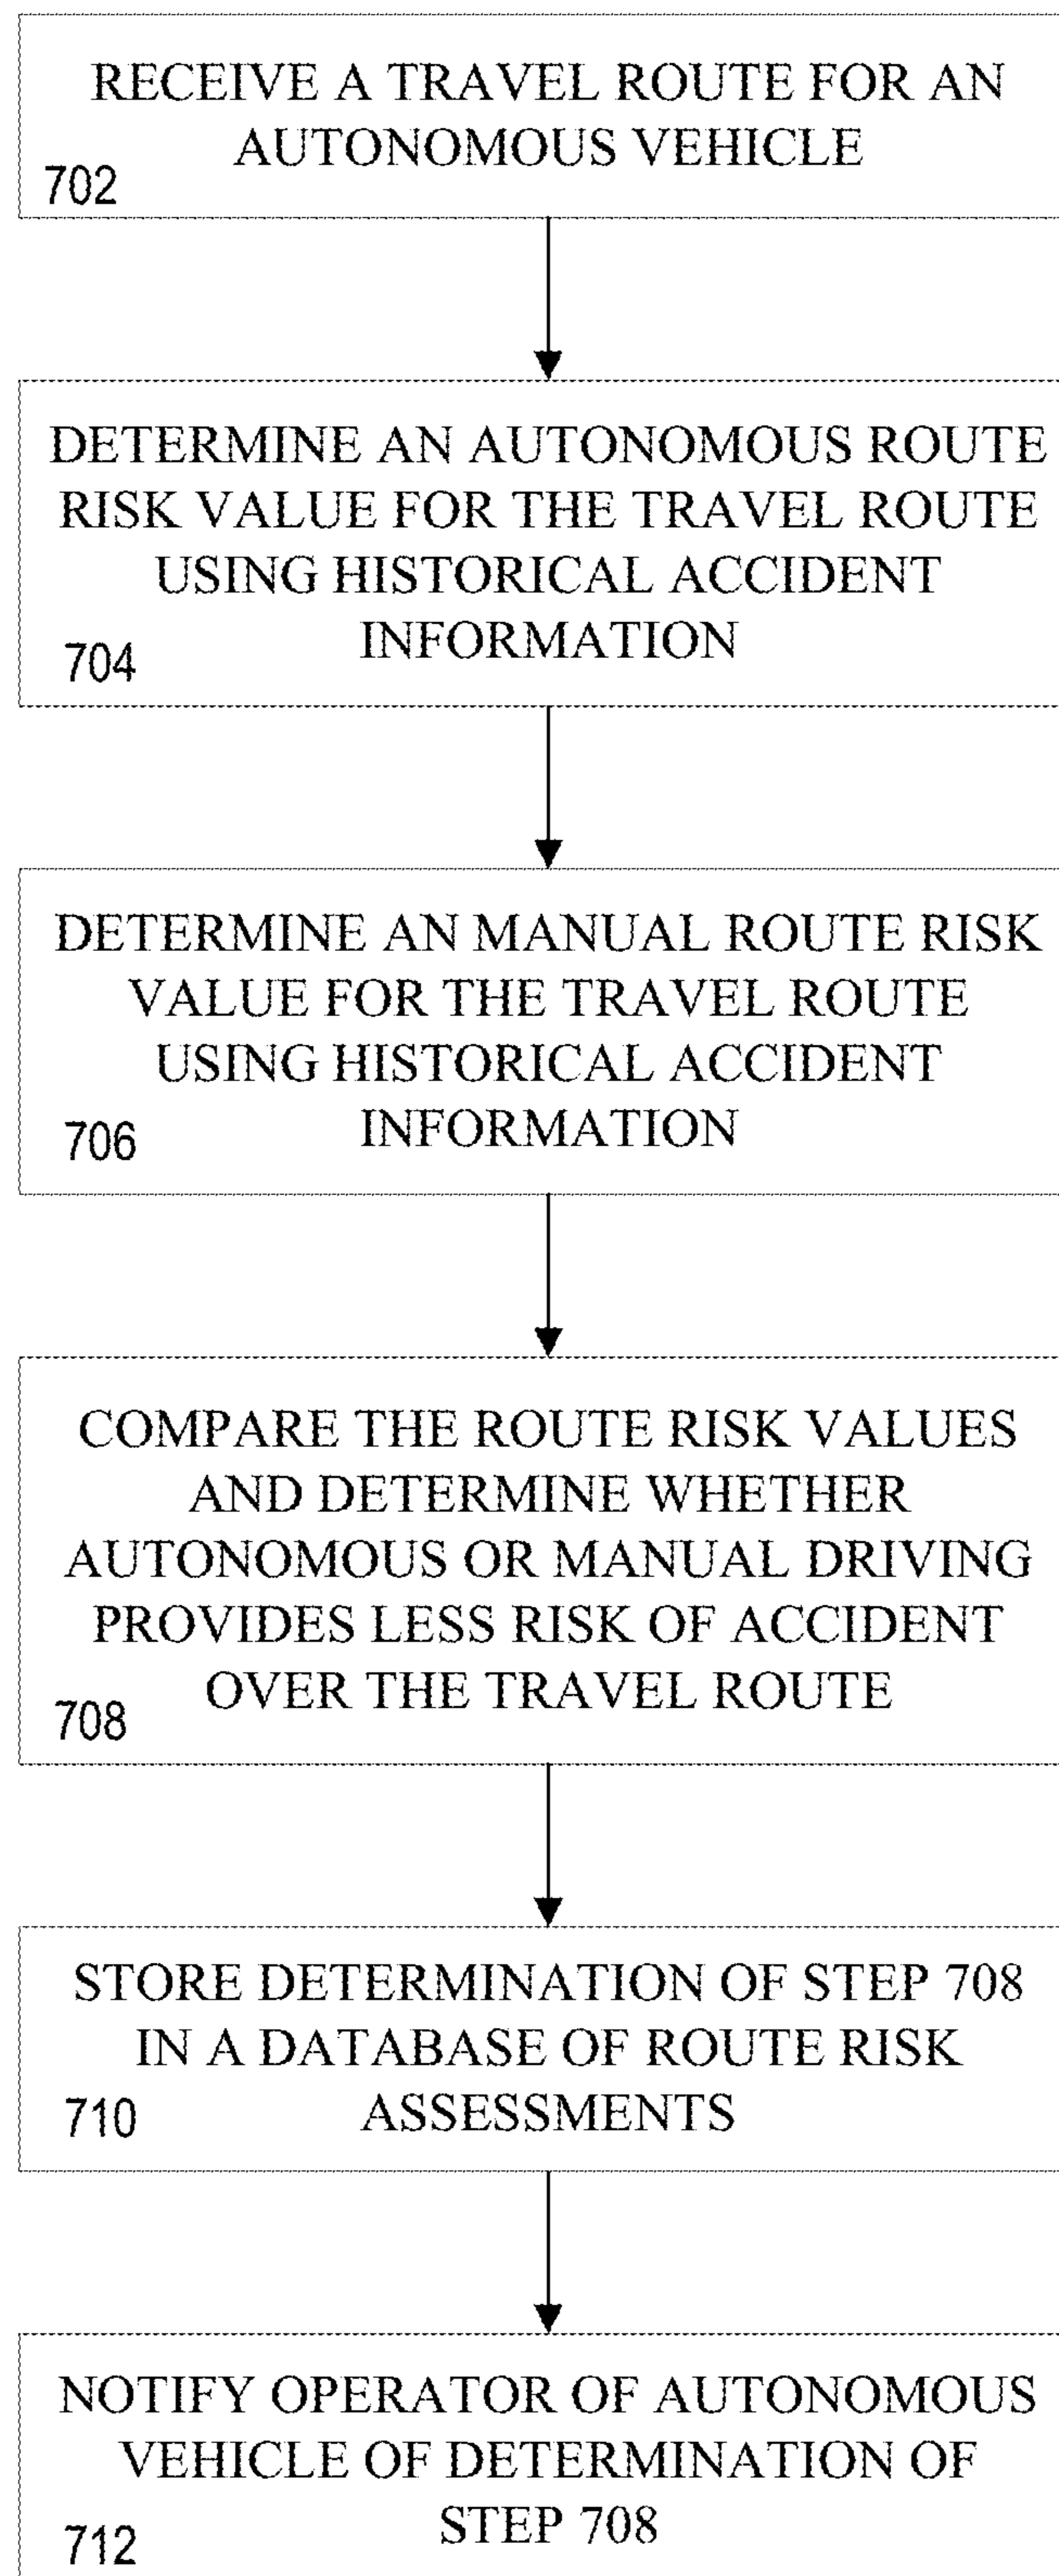 RECEIVE A TRAVEL ROUTE FOR AN
AUTONOMOUS VEHICLE
702
DETERMINE AN AUTONOMOUS ROUTE
RISK VALUE FOR THE TRAVEL ROUTE
USING HISTORICAL ACCIDENT
INFORMATION
704
DETERMINE AN MANUAL ROUTE RISK
VALUE FOR THE TRAVEL ROUTE
USING HISTORICAL ACCIDENT
INFORMATION
706
COMPARE THE ROUTE RISK VALUES
AND DETERMINE WHETHER
AUTONOMOUS OR MANUAL DRIVING
PROVIDES LESS RISK OF ACCIDENT
OVER THE TRAVEL ROUTE
708
STORE DETERMINATION OF STEP 708
IN A DATABASE OF ROUTE RISK
ASSESSMENTS
710
NOTIFY OPERATOR OF AUTONOMOUS
VEHICLE OF DETERMINATION OF
STEP 708
712